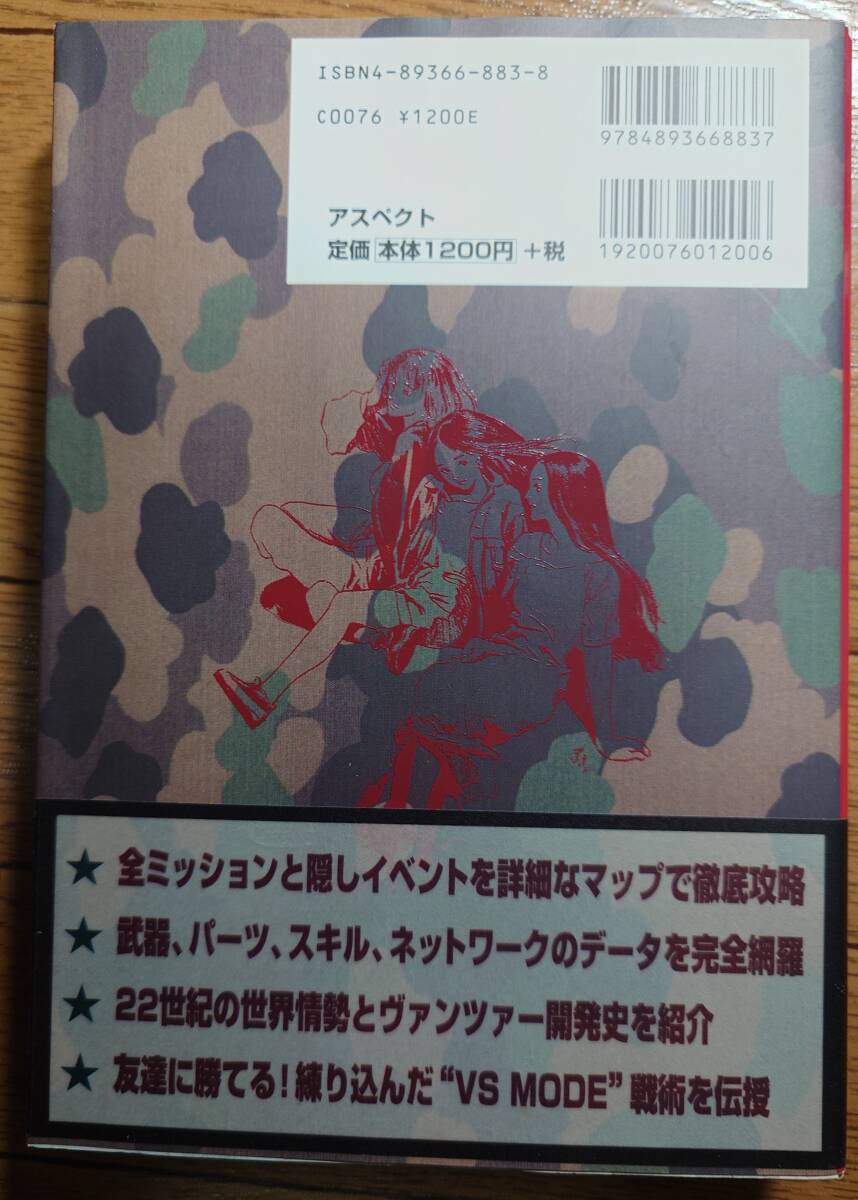 ISBN4-89366-883-8
C0076 ¥1200E
9784893668837
アスペクト
定価 本体1200円 +税
1920076012006
★ 全ミッションと隠しイベントを詳細なマップで徹底攻略
★ 武器、パーツ、スキル、ネットワークのデータを完全網羅
★ 22世紀の世界情勢とヴァンツァー開発史を紹介
★ 友達に勝てる!練り込んだ“VS MODE”戦術を伝授